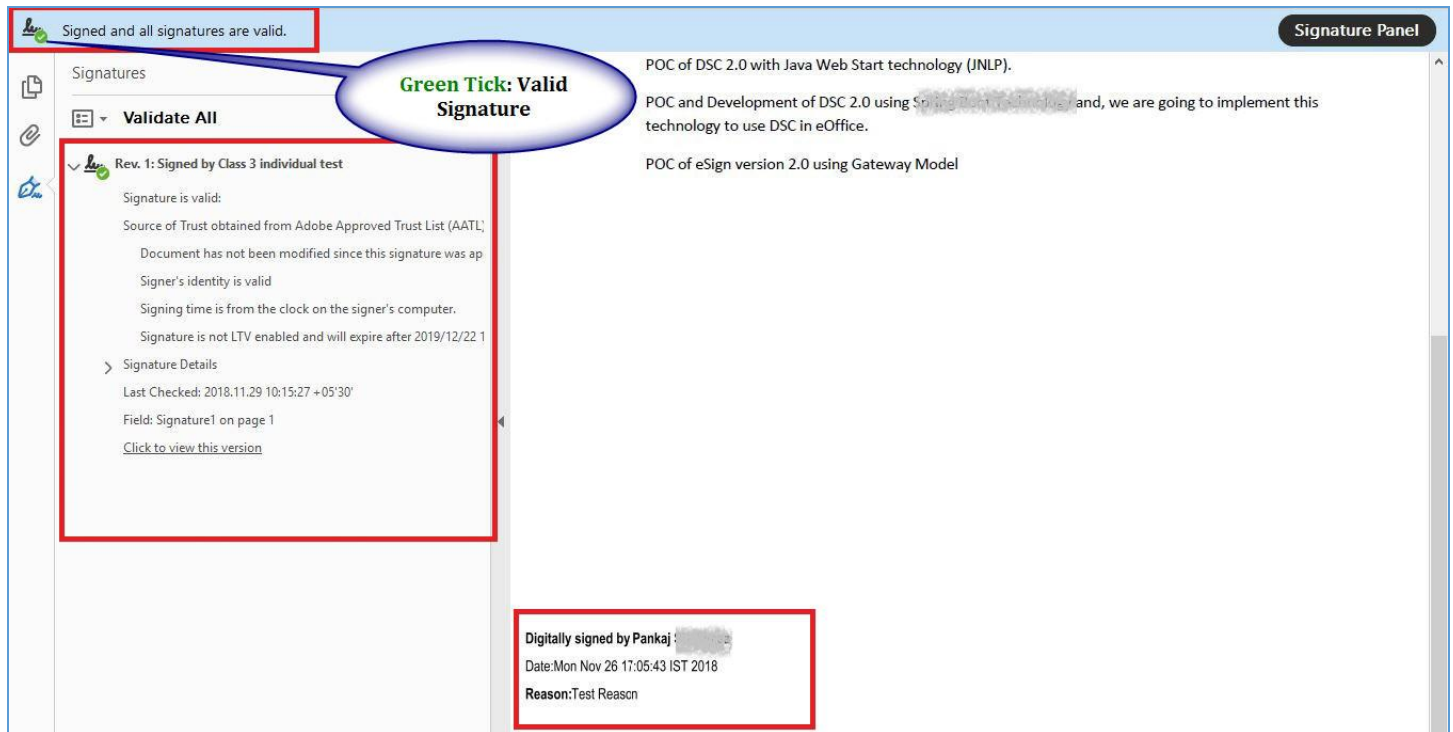 Signed and all signatures are valid.
Signature Panel
Green Tick: Valid
Signature
Signatures
Validate All
Rev. 1: Signed by Class 3 individual test
Signature is valid:
Source of Trust obtained from Adobe Approved Trust List (AATL)
Document has not been modified since this signature was ap
Signer's identity is valid
Signing time is from the clock on the signer's computer.
Signature is not LTV enabled and will expire after 2019/12/22 1
Signature Details
Last Checked: 2018.11.29 10:15:27 +05'30'
Field: Signature1 on page 1
Click to view this version
POC of DSC 2.0 with Java Web Start technology (JNLP).
POC and Development of DSC 2.0 using and, we are going to implement this
technology to use DSC in eOffice.
POC of eSign version 2.0 using Gateway Model
Digitally signed by Pankaj
Date:Mon Nov 26 17:05:43 IST 2018
Reason:Test Reason